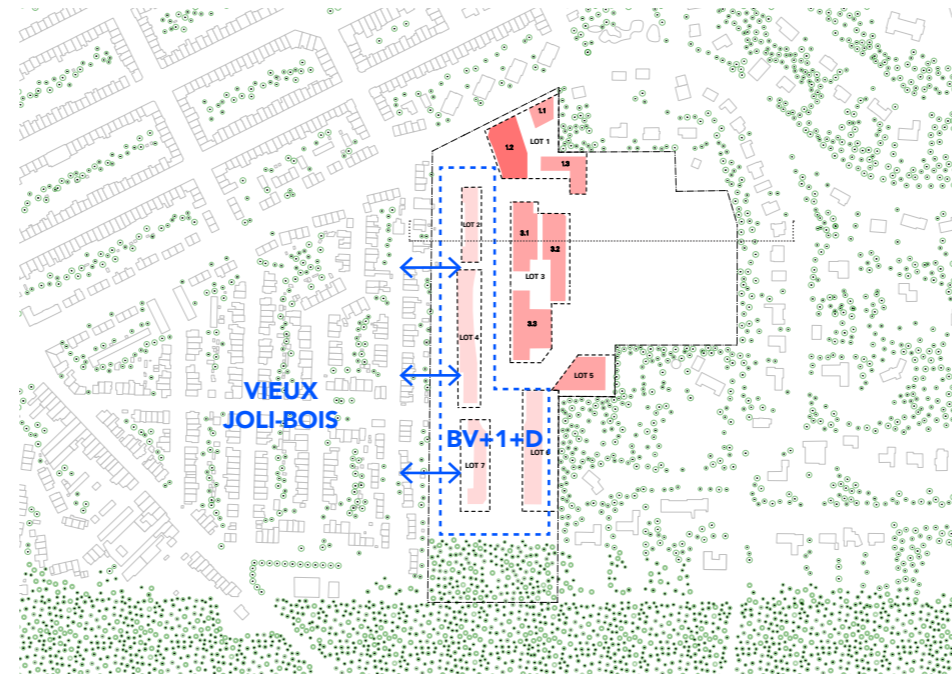 1.1
LOT 1
1.2
1.3
LOT 2
3.1
3.2
LOT 3
3.3
LOT 4
LOT 5
VIEUX
JOLI-BOIS
BV+1+D
LOT 6
LOT 7